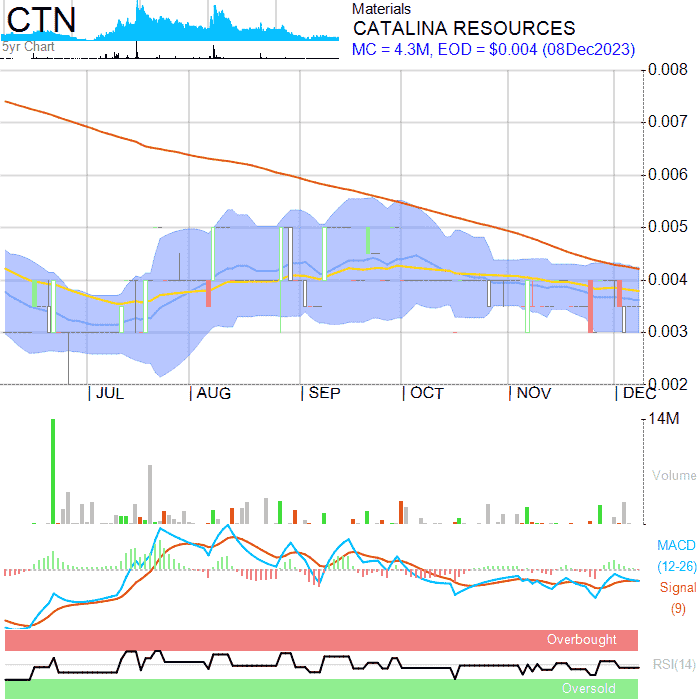 CTN
5yr Chart
Materials
CATALINA RESOURCES
MC = 4.3M, EOD = $0.004 (08Dec2023)
0.008
0.007
0.006
0.005
0.004
0.003
0.002
JUL AUG SEP OCT NOV DEC
14M
Volume
MACD
(12-26)
Signal
(9)
Overbought
RSI(14)
Oversold